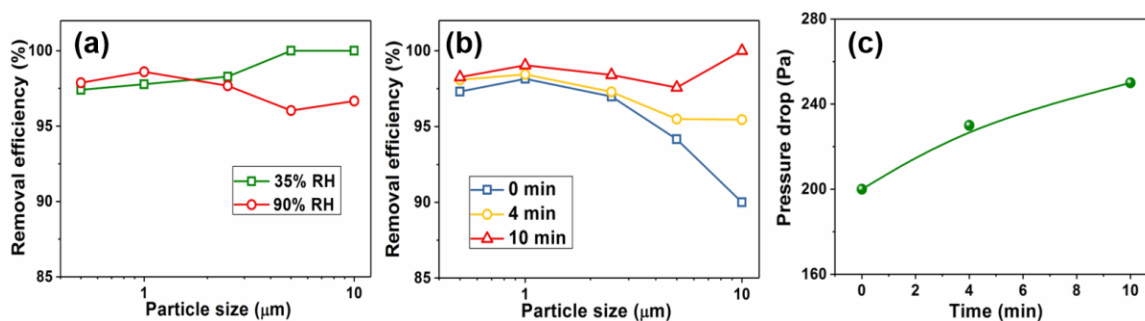 (a)
100
95
90
85
Removal efficiency (%)
35% RH
90% RH
1
10
Particle size (μm)
(b)
100
95
90
85
Removal efficiency (%)
0 min
4 min
10 min
1
10
Particle size (μm)
(c)
280
240
200
160
Pressure drop (Pa)
0 2 4 6 8 10
Time (min)